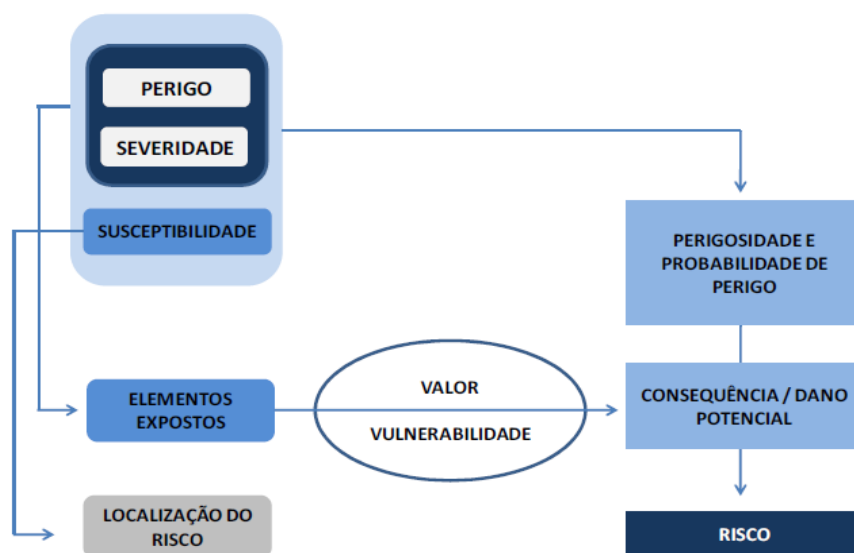 PERIGO
SEVERIDADE
SUSCEPTIBILIDADE
PERIGOSIDADE E
PROBABILIDADE DE
PERIGO
ELEMENTOS
EXPOSTOS
VALOR
VULNERABILIDADE
CONSEQUÊNCIA / DANO
POTENCIAL
LOCALIZAÇÃO DO
RISCO
RISCO